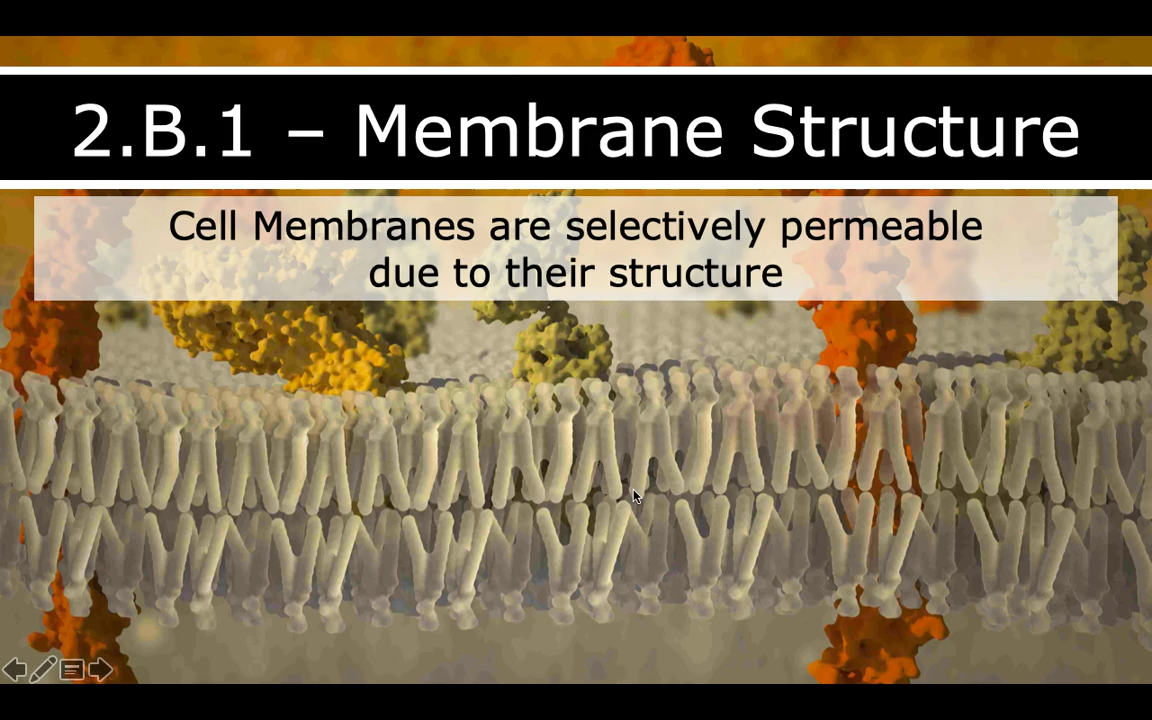 2.B.1 – Membrane Structure
Cell Membranes are selectively permeable
due to their structure